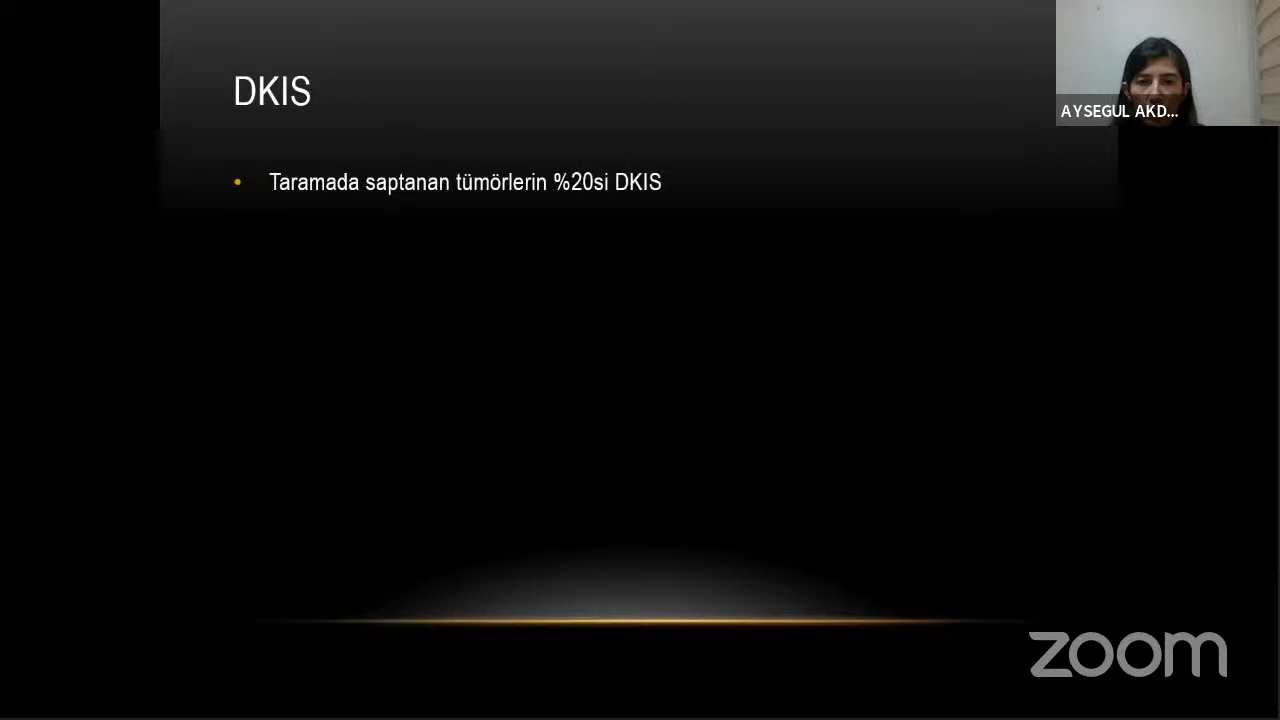 DKIS
AYSEGUL AKD...
• Taramada saptanan tümörlerin %20si DKIS
zoom